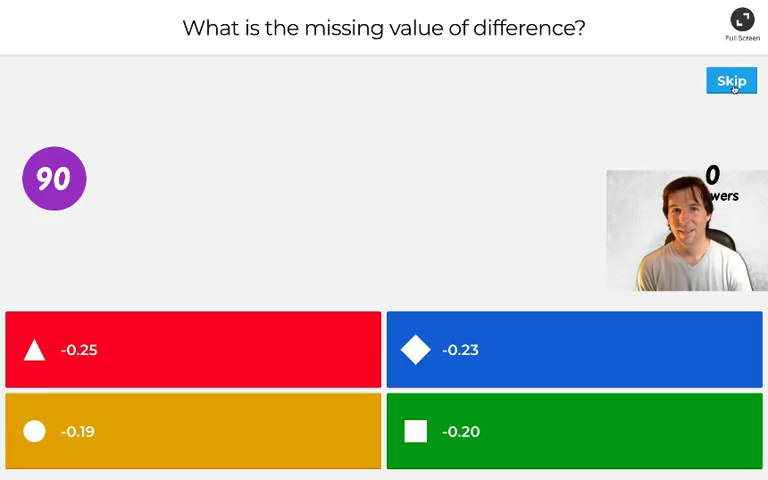 What is the missing value of difference?
Full Screen
Skip
90
0
wers
-0.25
-0.23
-0.19
-0.20